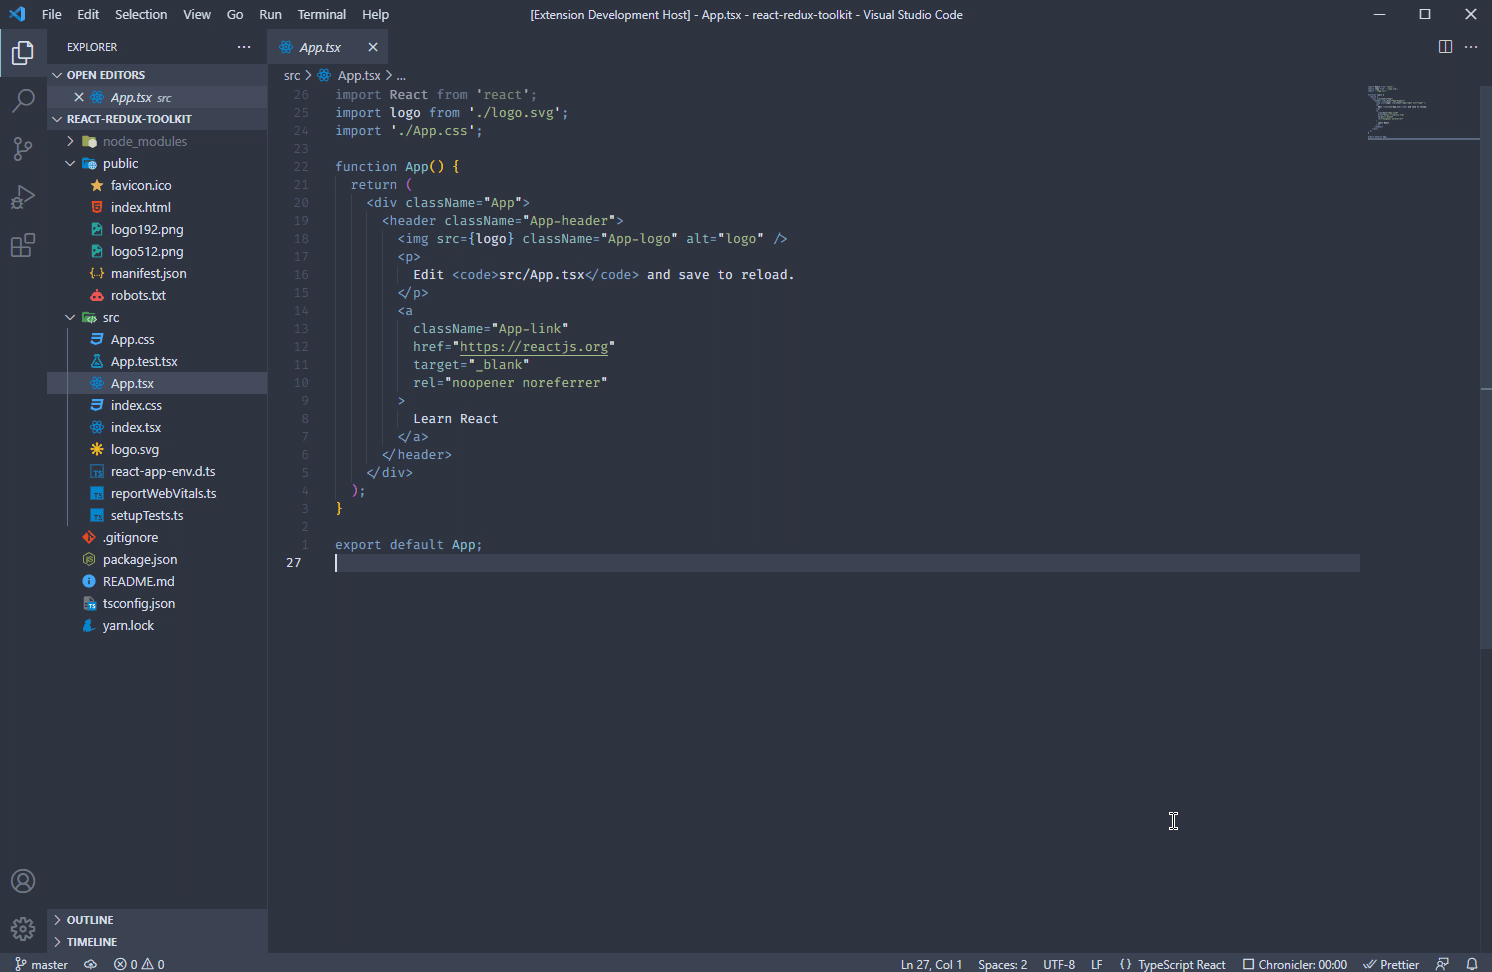 File Edit Selection View Go Run Terminal Help [Extension Development Host] - App.tsx - react-redux-toolkit - Visual Studio Code
EXPLORER
OPEN EDITORS
App.tsx src
REACT-REDUX-TOOLKIT
node_modules
public
favicon.ico
index.html
logo192.png
logo512.png
manifest.json
robots.txt
src
App.css
App.test.tsx
App.tsx
index.css
index.tsx
logo.svg
react-app-env.d.ts
reportWebVitals.ts
setupTests.ts
.gitignore
package.json
README.md
tsconfig.json
yarn.lock
OUTLINE
TIMELINE
App.tsx
src > App.tsx > ...
26 import React from 'react';
25 import logo from './logo.svg';
24 import './App.css';
23
22 function App() {
21   return (
20     <div className="App">
19       <header className="App-header">
18         <img src={logo} className="App-logo" alt="logo" />
17         <p>
16           Edit <code>src/App.tsx</code> and save to reload.
15         </p>
14         <a
13           className="App-link"
12           href="https://reactjs.org"
11           target="_blank"
10           rel="noopener noreferrer"
9         >
8           Learn React
7         </a>
6       </header>
5     </div>
4   );
3 }
2
1 export default App;
27
master 0 0 Ln 27, Col 1 Spaces: 2 UTF-8 LF {} TypeScript React Chronicler: 00:00 Prettier